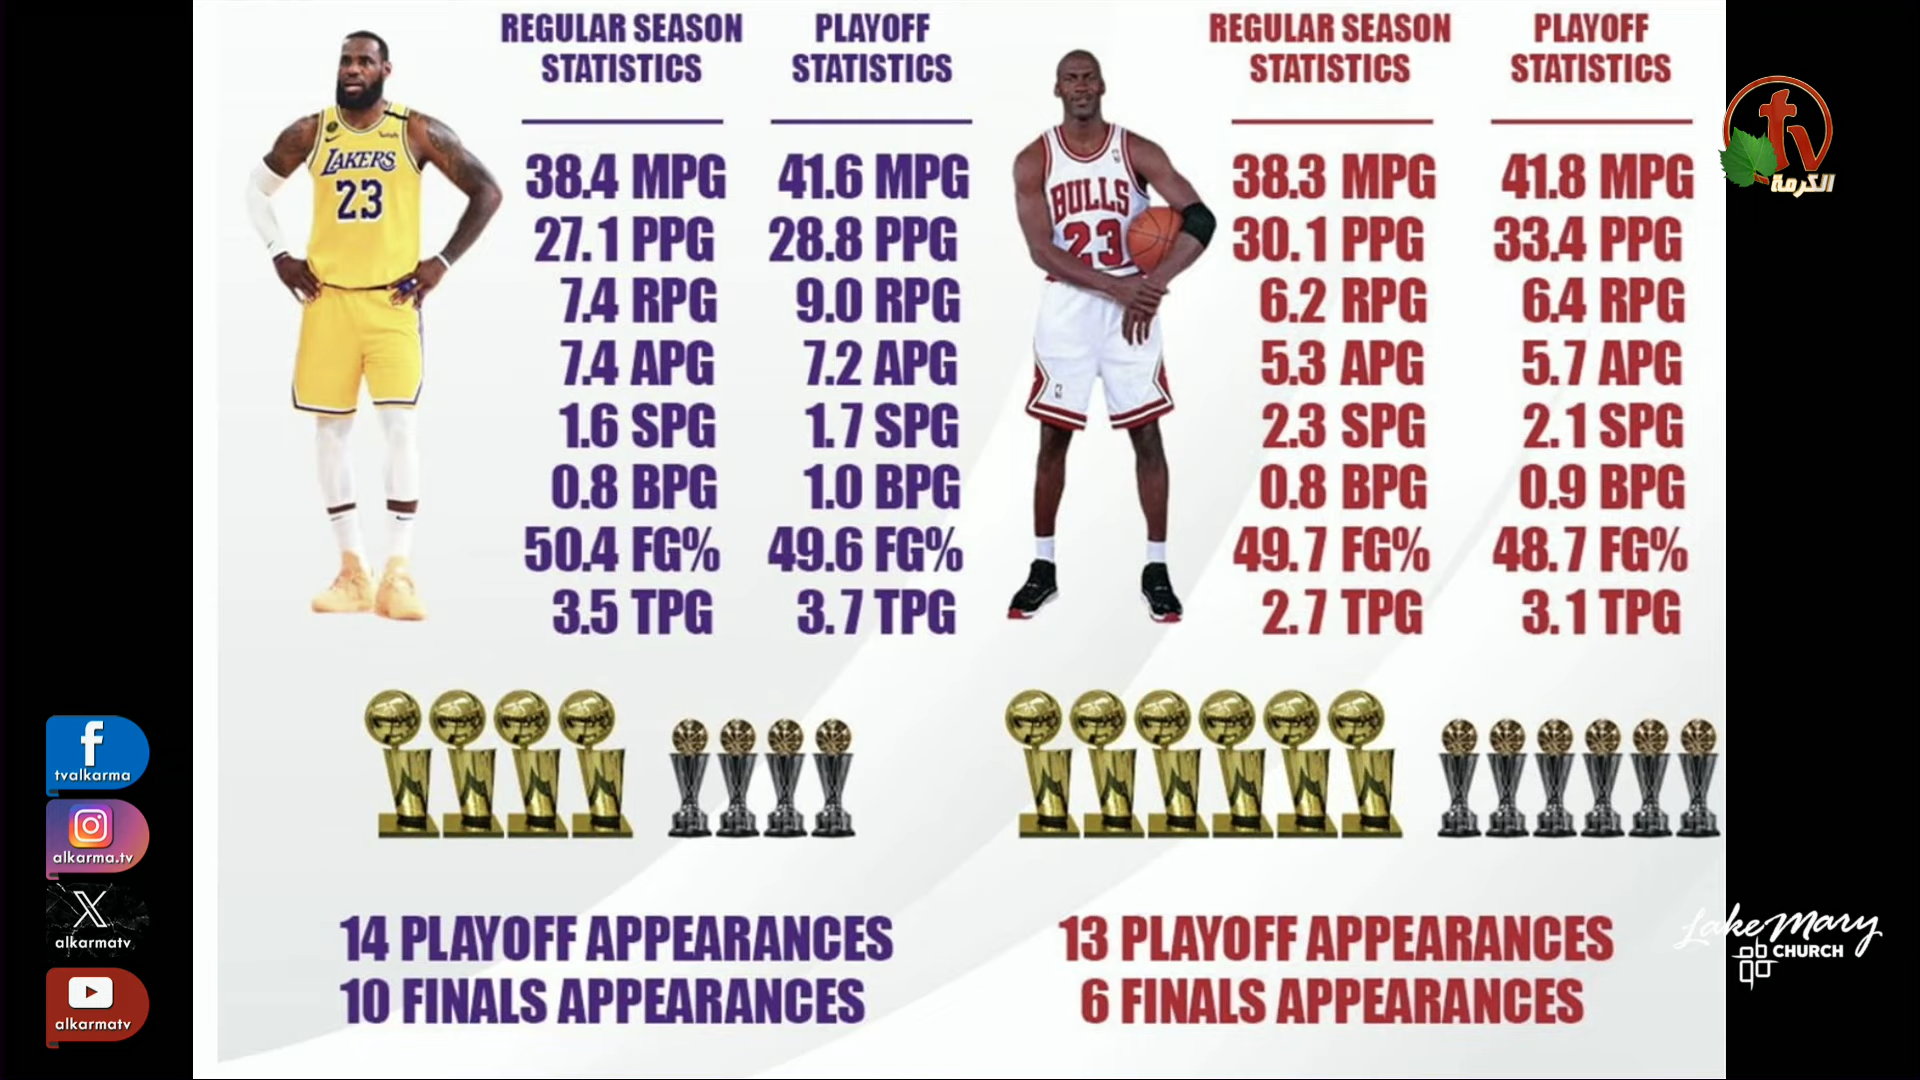 REGULAR SEASON
STATISTICS
38.4 MPG
27.1 PPG
7.4 RPG
7.4 APG
1.6 SPG
0.8 BPG
50.4 FG%
3.5 TPG
PLAYOFF
STATISTICS
41.6 MPG
28.8 PPG
9.0 RPG
7.2 APG
1.7 SPG
1.0 BPG
49.6 FG%
3.7 TPG
LAKERS
23
14 PLAYOFF APPEARANCES
10 FINALS APPEARANCES
REGULAR SEASON
STATISTICS
38.3 MPG
30.1 PPG
6.2 RPG
5.3 APG
2.3 SPG
0.8 BPG
49.7 FG%
2.7 TPG
PLAYOFF
STATISTICS
41.8 MPG
33.4 PPG
6.4 RPG
5.7 APG
2.1 SPG
0.9 BPG
48.7 FG%
3.1 TPG
BULLS
23
13 PLAYOFF APPEARANCES
6 FINALS APPEARANCES
tv
الكرمة
tvalkarma
alkarma.tv
alkarmatv
alkarmatv
Lake Mary
CHURCH